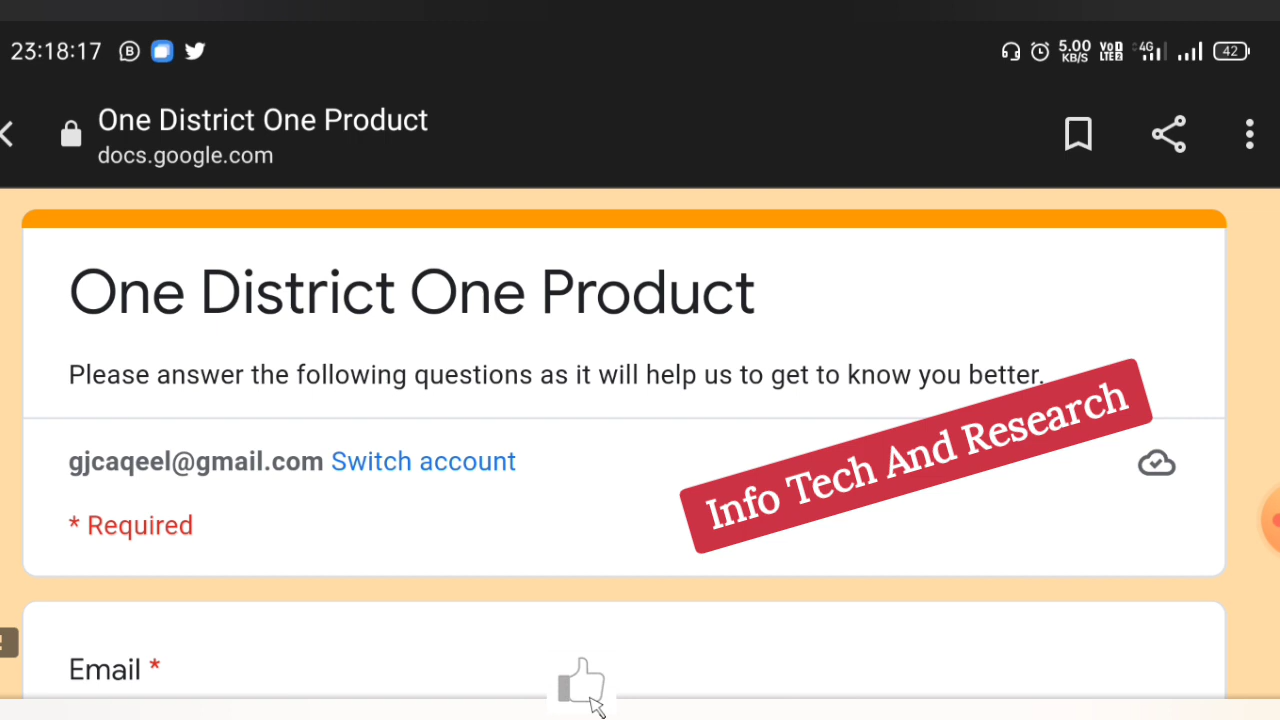 23:18:17
5.00 KB/S VoD LTE2 4G 42
One District One Product
docs.google.com
One District One Product
Please answer the following questions as it will help us to get to know you better.
gjcaqeel@gmail.com Switch account
Info Tech And Research
* Required
Email *